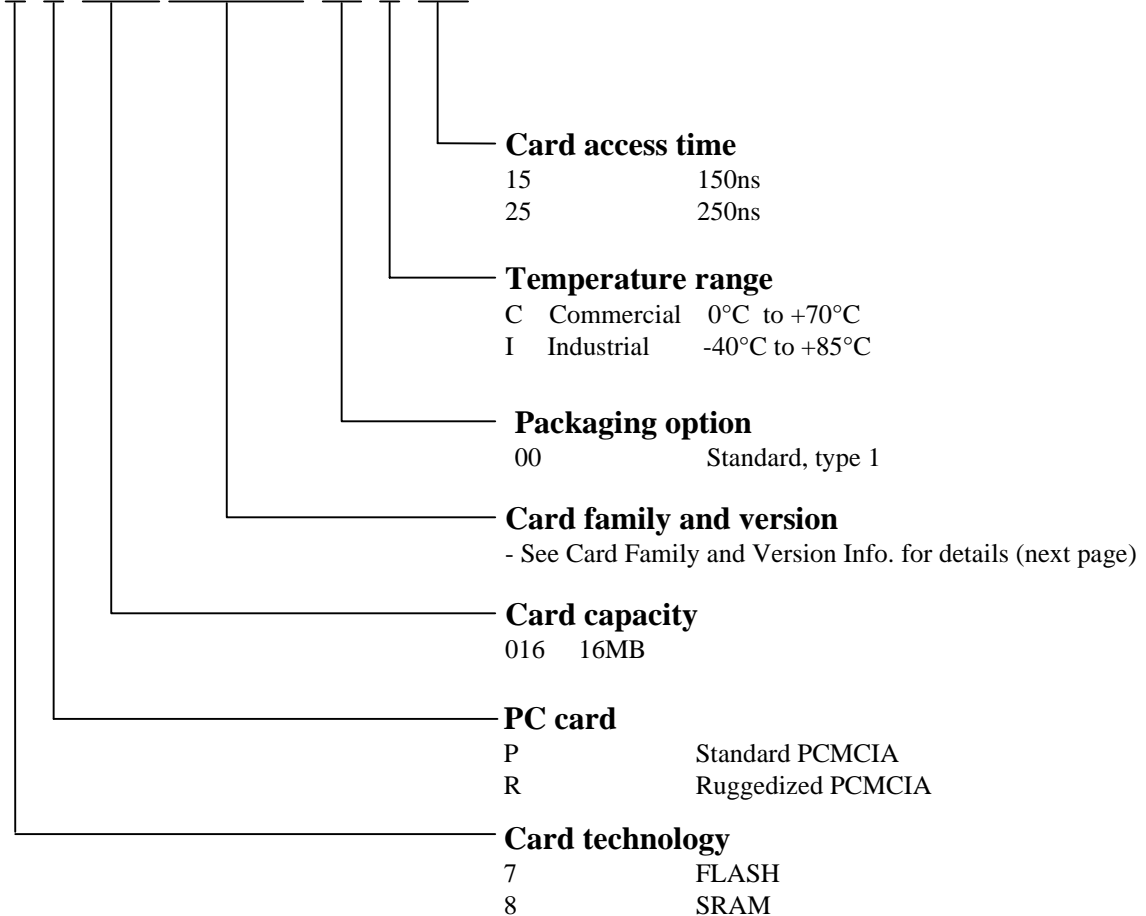 Card access time
15 150ns
25 250ns
Temperature range
C Commercial 0°C to +70°C
I Industrial -40°C to +85°C
Packaging option
00 Standard, type 1
Card family and version
- See Card Family and Version Info. for details (next page)
Card capacity
016 16MB
PC card
P Standard PCMCIA
R Ruggedized PCMCIA
Card technology
7 FLASH
8 SRAM